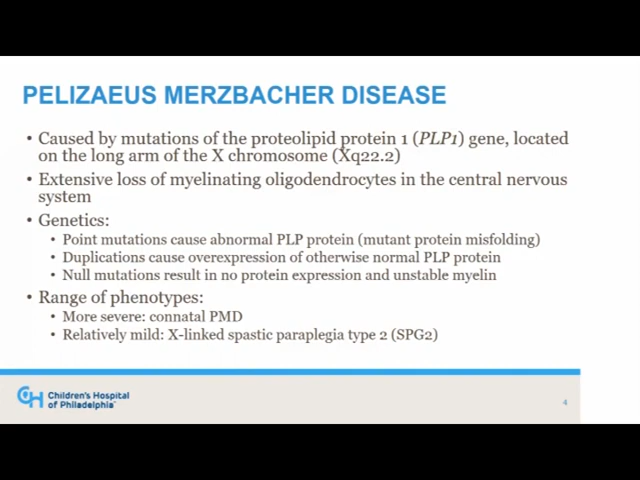 PELIZAEUS MERZBACHER DISEASE
• Caused by mutations of the proteolipid protein 1 (PLP1) gene, located
on the long arm of the X chromosome (Xq22.2)
• Extensive loss of myelinating oligodendrocytes in the central nervous
system
• Genetics:
• Point mutations cause abnormal PLP protein (mutant protein misfolding)
• Duplications cause overexpression of otherwise normal PLP protein
• Null mutations result in no protein expression and unstable myelin
• Range of phenotypes:
• More severe: connatal PMD
• Relatively mild: X-linked spastic paraplegia type 2 (SPG2)
CH Children's Hospital
of Philadelphia
4